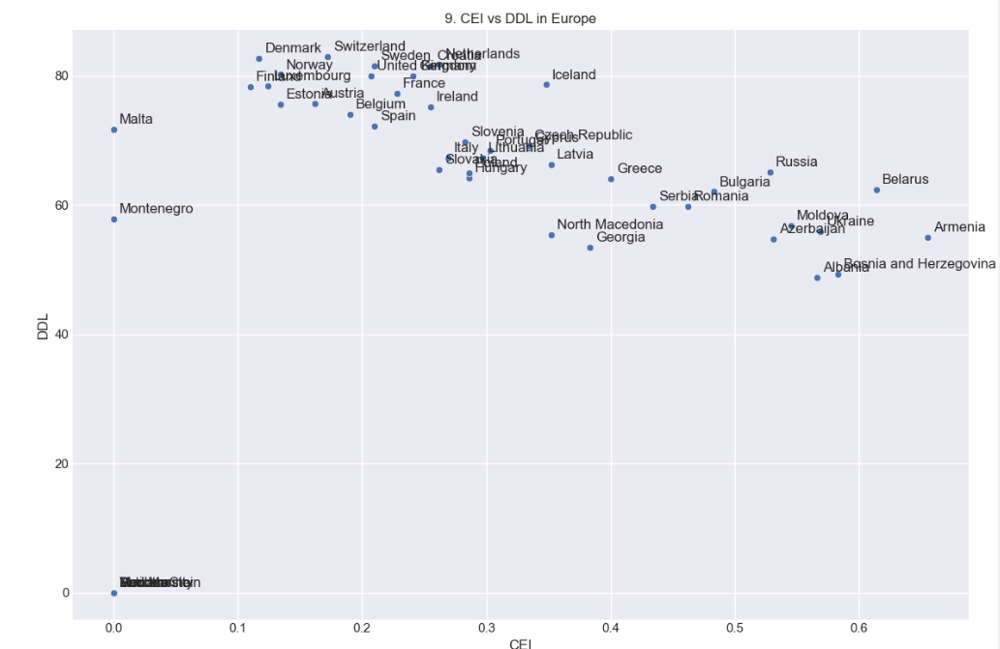 9. CEI vs DDL in Europe
Denmark
Switzerland
Sweden
Croatia
Netherlands
Norway
United Kingdom
Germany
Finland
Luxembourg
Iceland
Estonia
Austria
France
Ireland
Belgium
Malta
Spain
Slovenia
Portugal
Czech Republic
Cyprus
Italy
Lithuania
Slovakia
Poland
Hungary
Latvia
Greece
Russia
Bulgaria
Belarus
Serbia
Romania
Montenegro
North Macedonia
Georgia
Moldova
Ukraine
Azerbaijan
Armenia
Albania
Bosnia and Herzegovina
DDL
80
60
40
20
0
0.0 0.1 0.2 0.3 0.4 0.5 0.6
CEI